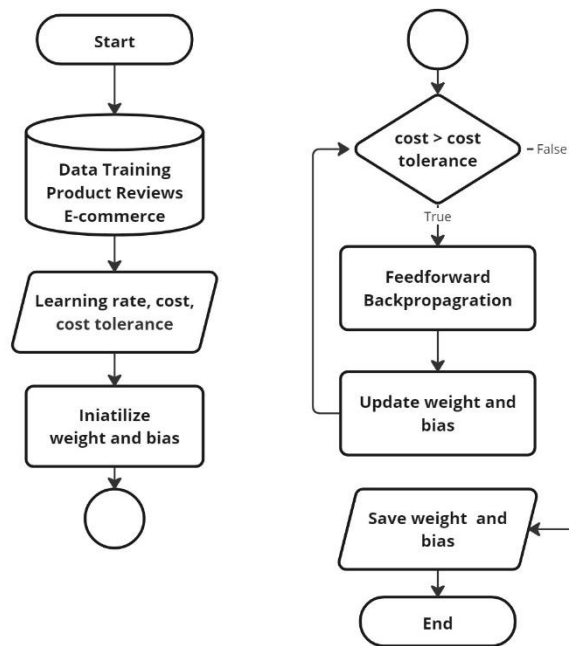 Start
Data Training
Product Reviews
E-commerce
Learning rate, cost,
cost tolerance
Iniatilize
weight and bias
cost > cost
tolerance
False
True
Feedforward
Backpropagration
Update weight and
bias
Save weight and
bias
End